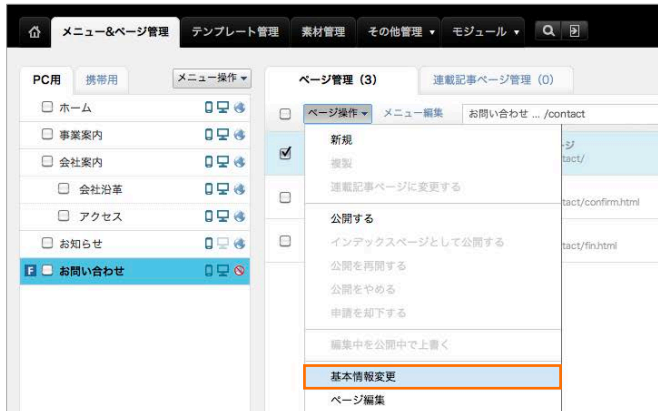 メニュー&ページ管理 テンプレート管理 素材管理 その他管理 ▼ モジュール ▼
PC用 携帯用 メニュー操作 ▼
ホーム
事業案内
会社案内
会社沿革
アクセス
お知らせ
F お問い合わせ
ページ管理（3） 連載記事ページ管理（0）
ページ操作 ▼ メニュー編集 お問い合わせ ... /contact
新規
複製
連載記事ページに変更する
公開する
インデックスページとして公開する
公開を再開する
公開をやめる
申請を却下する
編集中を公開中で上書く
基本情報変更
ページ編集
ージ
tact/
tact/confirm.html
tact/fin.html